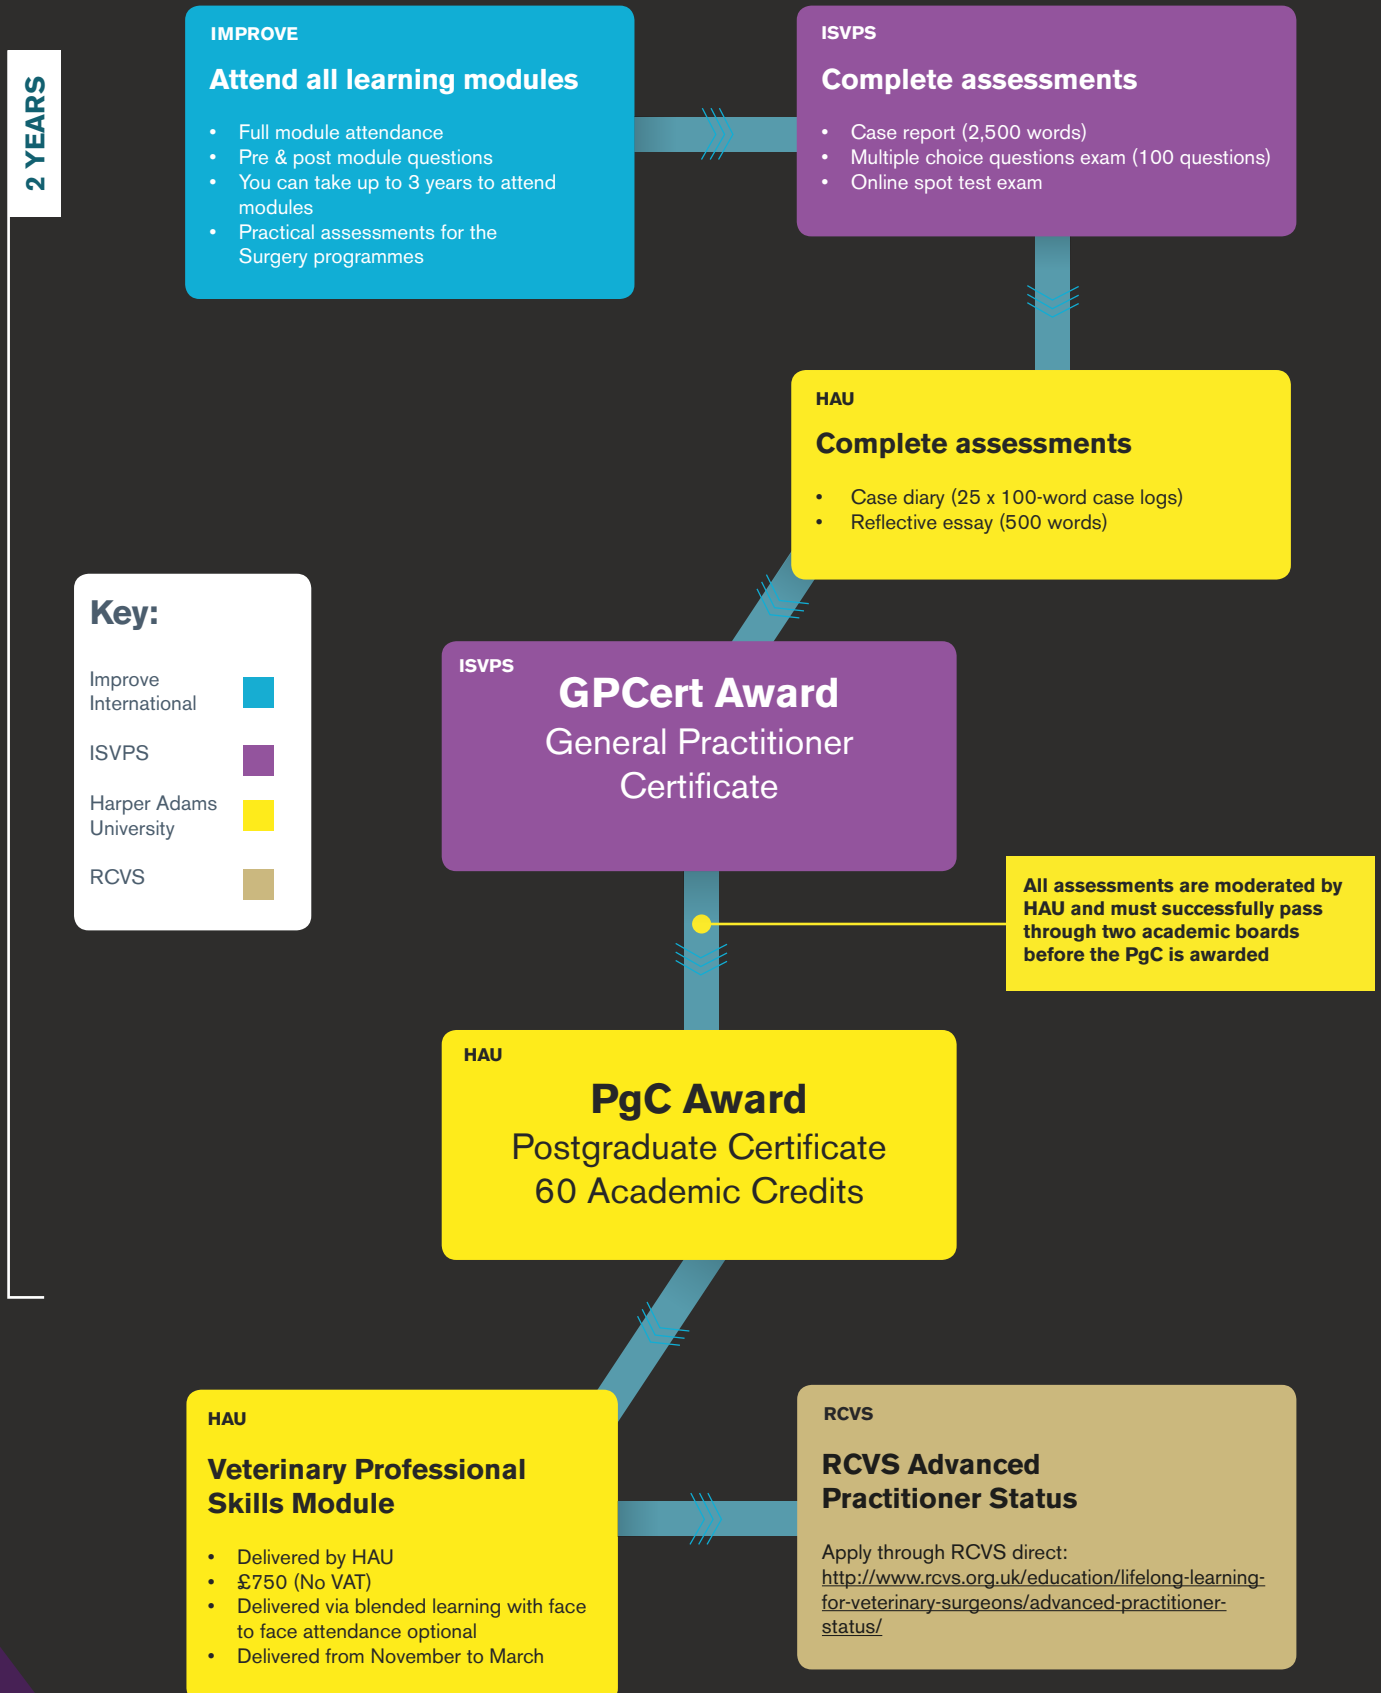 2 YEARS
IMPROVE
Attend all learning modules
• Full module attendance
• Pre & post module questions
• You can take up to 3 years to attend
modules
• Practical assessments for the
Surgery programmes
ISVPS
Complete assessments
• Case report (2,500 words)
• Multiple choice questions exam (100 questions)
• Online spot test exam
HAU
Complete assessments
• Case diary (25 x 100-word case logs)
• Reflective essay (500 words)
Key:
Improve
International
ISVPS
Harper Adams
University
RCVS
ISVPS
GPCert Award
General Practitioner
Certificate
All assessments are moderated by
HAU and must successfully pass
through two academic boards
before the PgC is awarded
HAU
PgC Award
Postgraduate Certificate
60 Academic Credits
HAU
Veterinary Professional
Skills Module
• Delivered by HAU
• £750 (No VAT)
• Delivered via blended learning with face
to face attendance optional
• Delivered from November to March
RCVS
RCVS Advanced
Practitioner Status
Apply through RCVS direct:
http://www.rcvs.org.uk/education/lifelong-learning-
for-veterinary-surgeons/advanced-practitioner-
status/